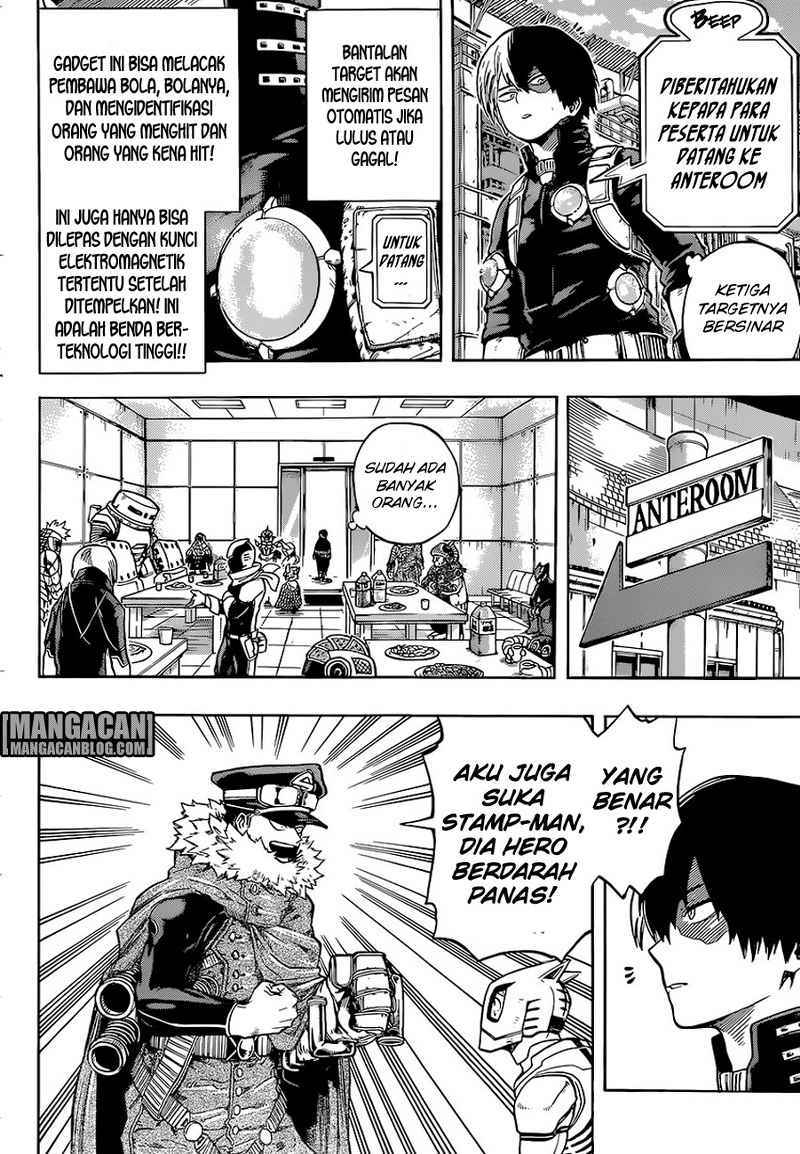 BEEP
DIBERITAHUKAN
KEPADA PARA
PESERTA UNTUK
DATANG KE
ANTEROOM
KETIGA
TARGETNYA
BERSINAR
BANTALAN
TARGET AKAN
MENGIRIM PESAN
OTOMATIS JIKA
LULUS ATAU
GAGAL!
UNTUK
DATANG
...
GADGET INI BISA MELACAK
PEMBAWA BOLA, BOLANYA,
DAN MENGIDENTIFIKASI
ORANG YANG MENGHIT DAN
ORANG YANG KENA HIT!
INI JUGA HANYA BISA
DILEPAS DENGAN KUNCI
ELEKTROMAGNETIK
TERTENTU SETELAH
DITEMPELKAN! INI
ADALAH BENDA BER-
TEKNOLOGI TINGGI!!
ANTEROOM
SUDAH ADA
BANYAK
ORANG...
YANG
BENAR
?!!
AKU JUGA
SUKA
STAMP-MAN,
DIA HERO
BERDARAH
PANAS!
[MANGACAN]
MANGACANBLOG.COM